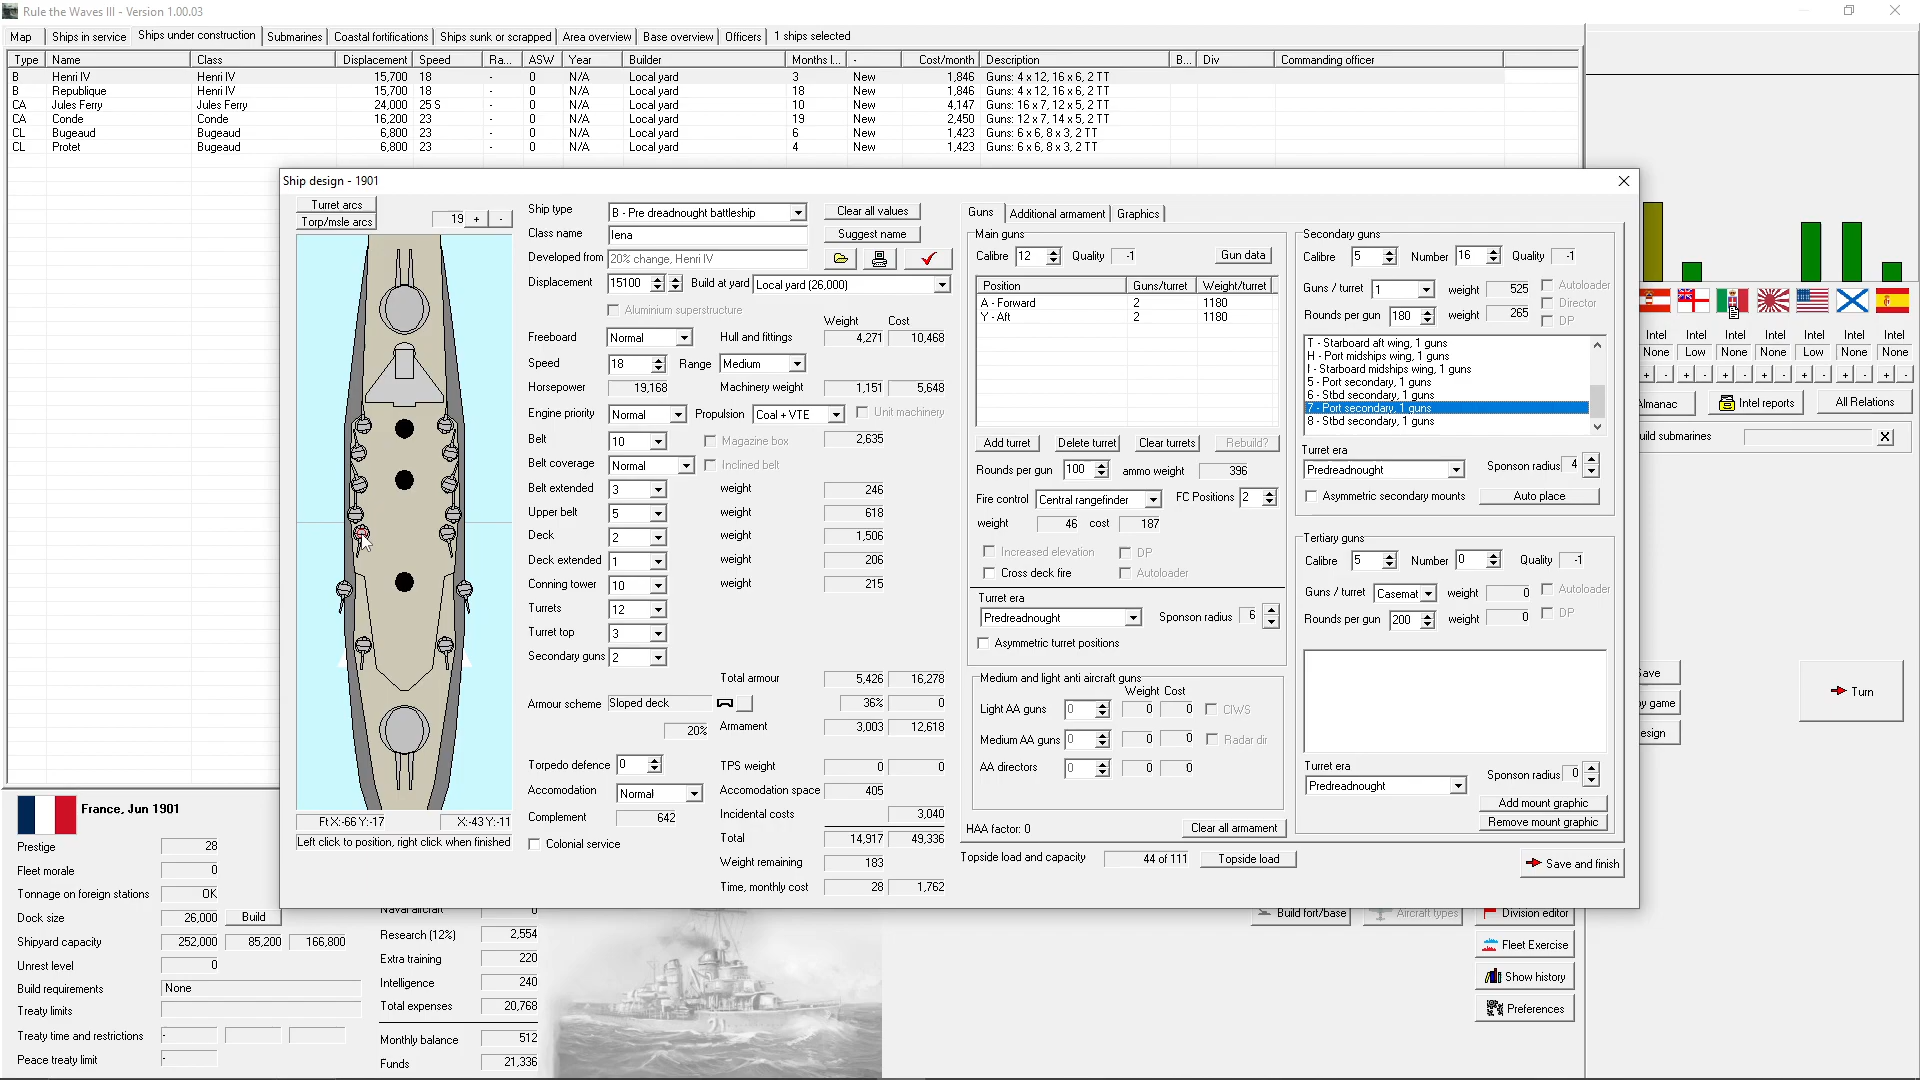 Rule the Waves III - Version 1.00.03
Map Ships in service Ships under construction Submarines Coastal fortifications Ships sunk or scrapped Area overview Base overview Officers 1 ships selected
Type Name Class Displacement Speed Ra... ASW Year Builder Months l... - Cost/month Description B... Div Commanding officer
B Henri IV Henri IV 15,700 18 - 0 N/A Local yard 3 New 1,846 Guns: 4 x 12, 16 x 6, 2 TT
B Republique Henri IV 15,700 18 - 0 N/A Local yard 18 New 1,846 Guns: 4 x 12, 16 x 6, 2 TT
CA Jules Ferry Jules Ferry 24,000 25 S - 0 N/A Local yard 10 New 4,147 Guns: 16 x 7, 12 x 5, 2 TT
CA Conde Conde 16,200 23 - 0 N/A Local yard 19 New 2,450 Guns: 12 x 7, 14 x 5, 2 TT
CL Bugeaud Bugeaud 6,800 23 - 0 N/A Local yard 6 New 1,423 Guns: 6 x 6, 8 x 3, 2 TT
CL Protet Bugeaud 6,800 23 - 0 N/A Local yard 4 New 1,423 Guns: 6 x 6, 8 x 3, 2 TT
Ship design - 1901
Turret arcs
Torp/msle arcs
19 + -
Ft X:-66 Y:-17 X:-43 Y:-11
Left click to position, right click when finished
Ship type B - Pre dreadnought battleship Clear all values
Class name Iena Suggest name
Developed from 20% change, Henri IV
Displacement 15100 Build at yard Local yard (26,000)
Aluminium superstructure
Weight Cost
Freeboard Normal Hull and fittings 4,271 10,468
Speed 18 Range Medium
Horsepower 19,168 Machinery weight 1,151 5,648
Engine priority Normal Propulsion Coal + VTE Unit machinery
Belt 10 Magazine box 2,635
Belt coverage Normal Inclined belt
Belt extended 3 weight 246
Upper belt 5 weight 618
Deck 2 weight 1,506
Deck extended 1 weight 206
Conning tower 10 weight 215
Turrets 12
Turret top 3
Secondary guns 2
Total armour 5,426 16,278
Armour scheme Sloped deck 36% 0
20% Armament 3,003 12,618
Torpedo defence 0 TPS weight 0 0
Accomodation Normal Accomodation space 405
Complement 642 Incidental costs 3,040
Colonial service Total 14,917 49,336
Weight remaining 183
Time, monthly cost 28 1,762
Guns Additional armament Graphics
Main guns
Calibre 12 Quality -1 Gun data
Position Guns/turret Weight/turret
A - Forward 2 1180
Y - Aft 2 1180
Add turret Delete turret Clear turrets Rebuild?
Rounds per gun 100 ammo weight 396
Fire control Central rangefinder FC Positions 2
weight 46 cost 187
Increased elevation DP
Cross deck fire Autoloader
Turret era
Predreadnought Sponson radius 6
Asymmetric turret positions
Medium and light anti aircraft guns
Weight Cost
Light AA guns 0 0 0 CIWS
Medium AA guns 0 0 0 Radar dir
AA directors 0 0 0
HAA factor: 0 Clear all armament
Topside load and capacity 44 of 111 Topside load
Secondary guns
Calibre 5 Number 16 Quality -1
Guns / turret 1 weight 525 Autoloader
Director
Rounds per gun 180 weight 265 DP
T - Starboard aft wing, 1 guns
H - Port midships wing, 1 guns
I - Starboard midships wing, 1 guns
5 - Port secondary, 1 guns
6 - Stbd secondary, 1 guns
7 - Port secondary, 1 guns
8 - Stbd secondary, 1 guns
Turret era
Predreadnought Sponson radius 4
Asymmetric secondary mounts Auto place
Tertiary guns
Calibre 5 Number 0 Quality -1
Guns / turret Casemat weight 0 Autoloader
Rounds per gun 200 weight 0 DP
Turret era
Predreadnought Sponson radius 0
Add mount graphic
Remove mount graphic
Save and finish
Intel Intel Intel Intel Intel Intel Intel
None Low None None Low None None
+ - + - + - + - + - + - + -
lmanac Intel reports All Relations
uild submarines X
ave
y game
esign
Turn
France, Jun 1901
Prestige 28
Fleet morale 0
Tonnage on foreign stations OK
Dock size 26,000 Build
Shipyard capacity 252,000 85,200 166,800
Unrest level 0
Build requirements None
Treaty limits
Treaty time and restrictions - -
Peace treaty limit -
Naval aircraft 0
Research (12%) 2,554
Extra training 220
Intelligence 240
Total expenses 20,768
Monthly balance 512
Funds 21,336
Build fort/base Aircraft types Division editor
Fleet Exercise
Show history
Preferences